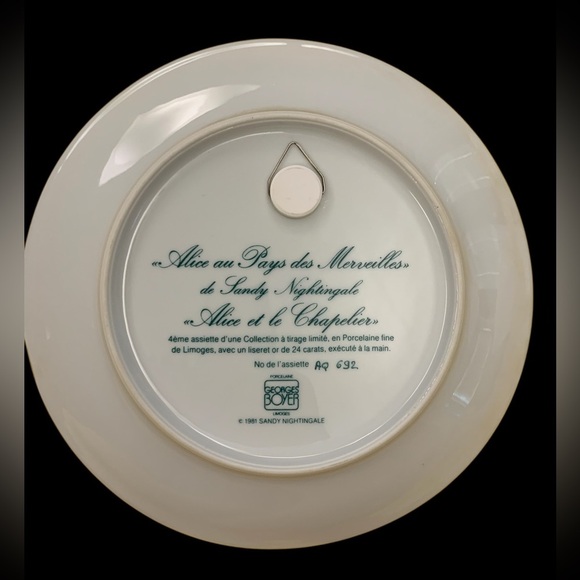 «Alice au Pays des Merveilles»
de Sandy Nightingale
«Alice et le Chapelier»
4ème assiette d'une Collection à tirage limité, en Porcelaine fine
de Limoges, avec un liseret or de 24 carats, exécuté à la main.
No de l'assiette AQ 692.
PORCELAINE
GEORGES
BOYER
LIMOGES
© 1981 SANDY NIGHTINGALE